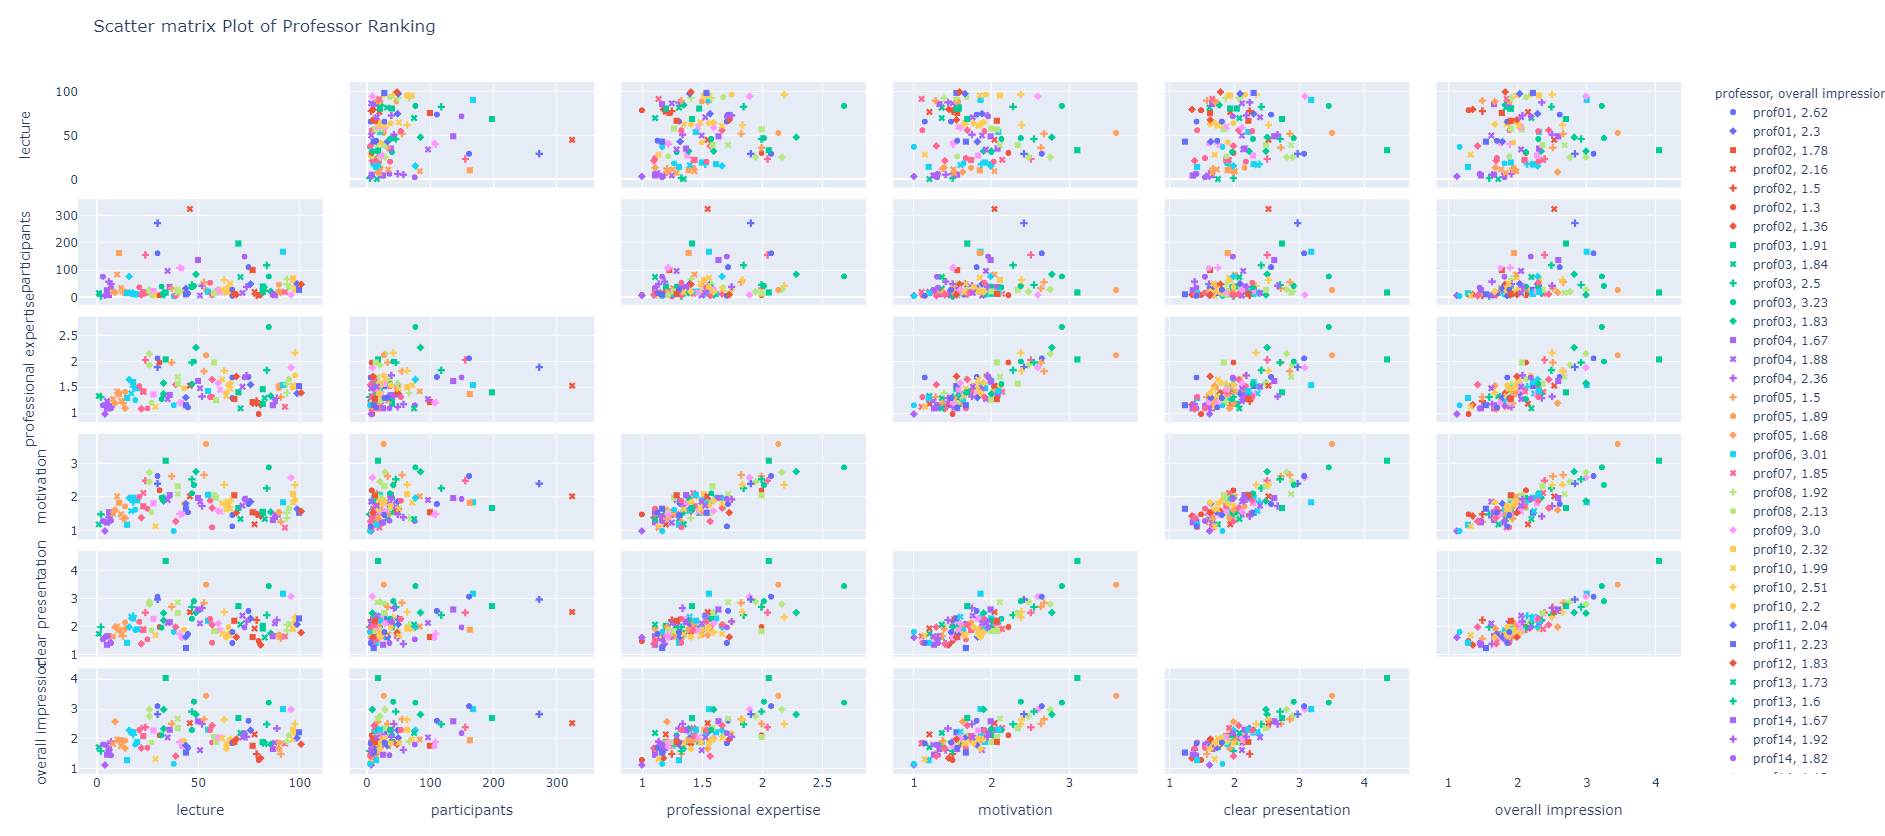 Scatter matrix Plot of Professor Ranking
lecture
100
50
0
participants
300
200
100
0
professional expertise
2.5
2
1.5
1
motivation
3
2
1
clear presentation
4
3
2
1
overall impression
4
3
2
1
0
50
100
lecture
0
100
200
300
participants
1
1.5
2
2.5
professional expertise
1
2
3
motivation
1
2
3
4
clear presentation
1
2
3
4
overall impression
professor, overall impression
prof01, 2.62
prof01, 2.3
prof02, 1.78
prof02, 2.16
prof02, 1.5
prof02, 1.3
prof02, 1.36
prof03, 1.91
prof03, 1.84
prof03, 2.5
prof03, 3.23
prof03, 1.83
prof04, 1.67
prof04, 1.88
prof04, 2.36
prof05, 1.5
prof05, 1.89
prof05, 1.68
prof06, 3.01
prof07, 1.85
prof08, 1.92
prof08, 2.13
prof09, 3.0
prof10, 2.32
prof10, 1.99
prof10, 2.51
prof10, 2.2
prof11, 2.04
prof11, 2.23
prof12, 1.83
prof13, 1.73
prof13, 1.6
prof14, 1.67
prof14, 1.92
prof14, 1.82